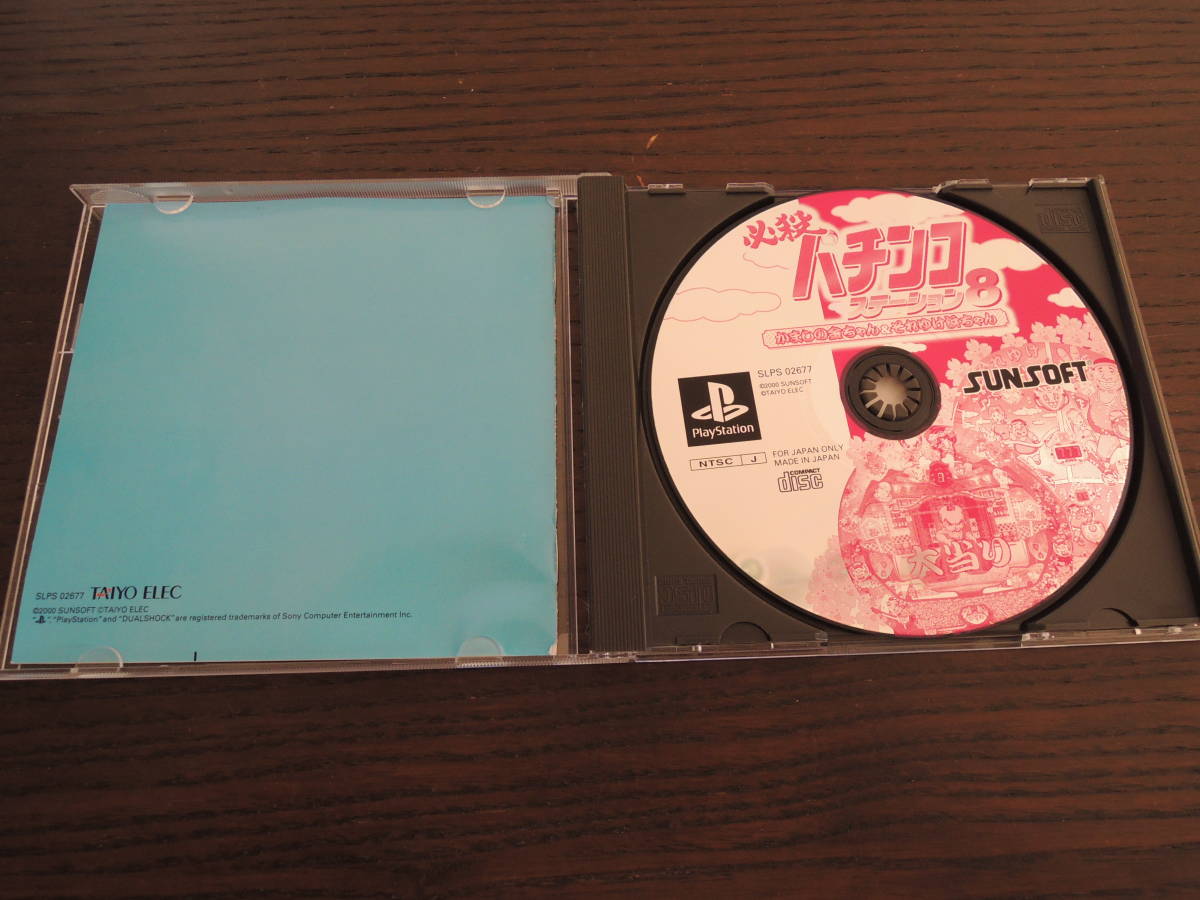 SLPS 02677 TAIYO ELEC
©2000 SUNSOFT ©TAIYO ELEC
" ", "PlayStation" and "DUALSHOCK" are registered trademarks of Sony Computer Entertainment Inc.
必殺
パチンコ
ステーション8
かましの金ちゃん&それゆけ浜ちゃん
SLPS 02677
©2000 SUNSOFT
©TAIYO ELEC
PlayStation
NTSC J
FOR JAPAN ONLY
MADE IN JAPAN
COMPACT
disc
SUNSOFT
大当り